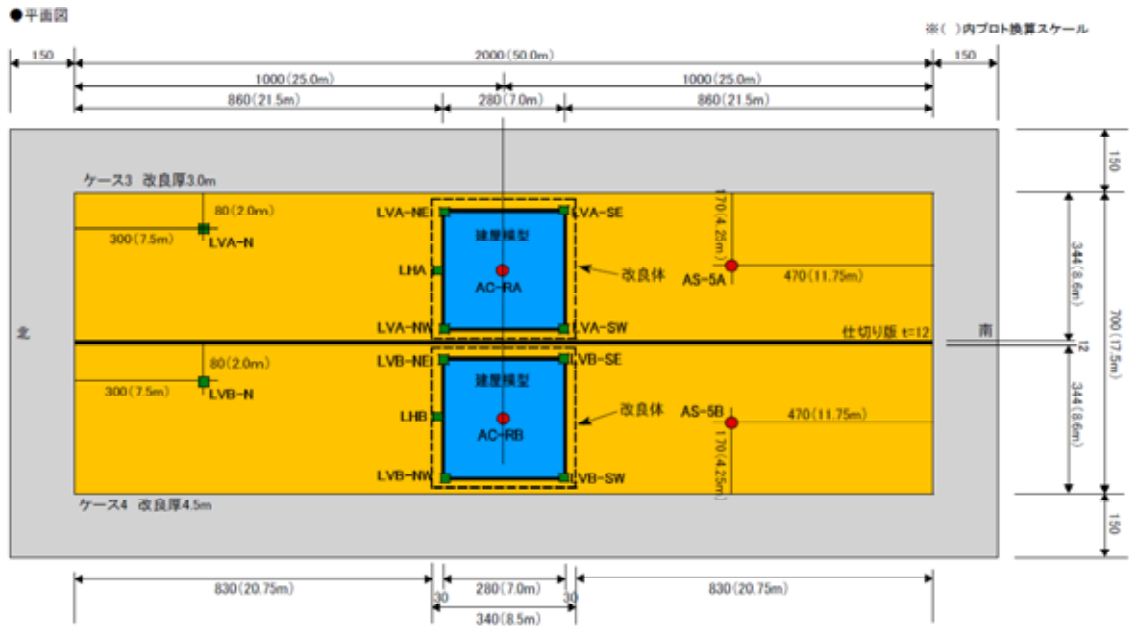 ●平面図
※( )内プロト換算スケール
150
2000(50.0m)
150
1000(25.0m)
1000(25.0m)
860(21.5m)
280(7.0m)
860(21.5m)
ケース3 改良厚3.0m
150
80(2.0m)
300(7.5m)
LVA-N
LVA-NE
LVA-SE
建屋模型
170(4.25m)
LHA
AC-RA
改良体
AS-5A
470(11.75m)
344(8.6m)
LVA-NW
LVA-SW
北
仕切り版 t=12
南
12
700(17.5m)
80(2.0m)
300(7.5m)
LVB-N
LVB-NE
LVB-SE
建屋模型
LHB
AC-RB
改良体
AS-5B
470(11.75m)
170(4.25m)
344(8.6m)
LVB-NW
LVB-SW
ケース4 改良厚4.5m
150
830(20.75m)
30
280(7.0m)
30
830(20.75m)
340(8.5m)